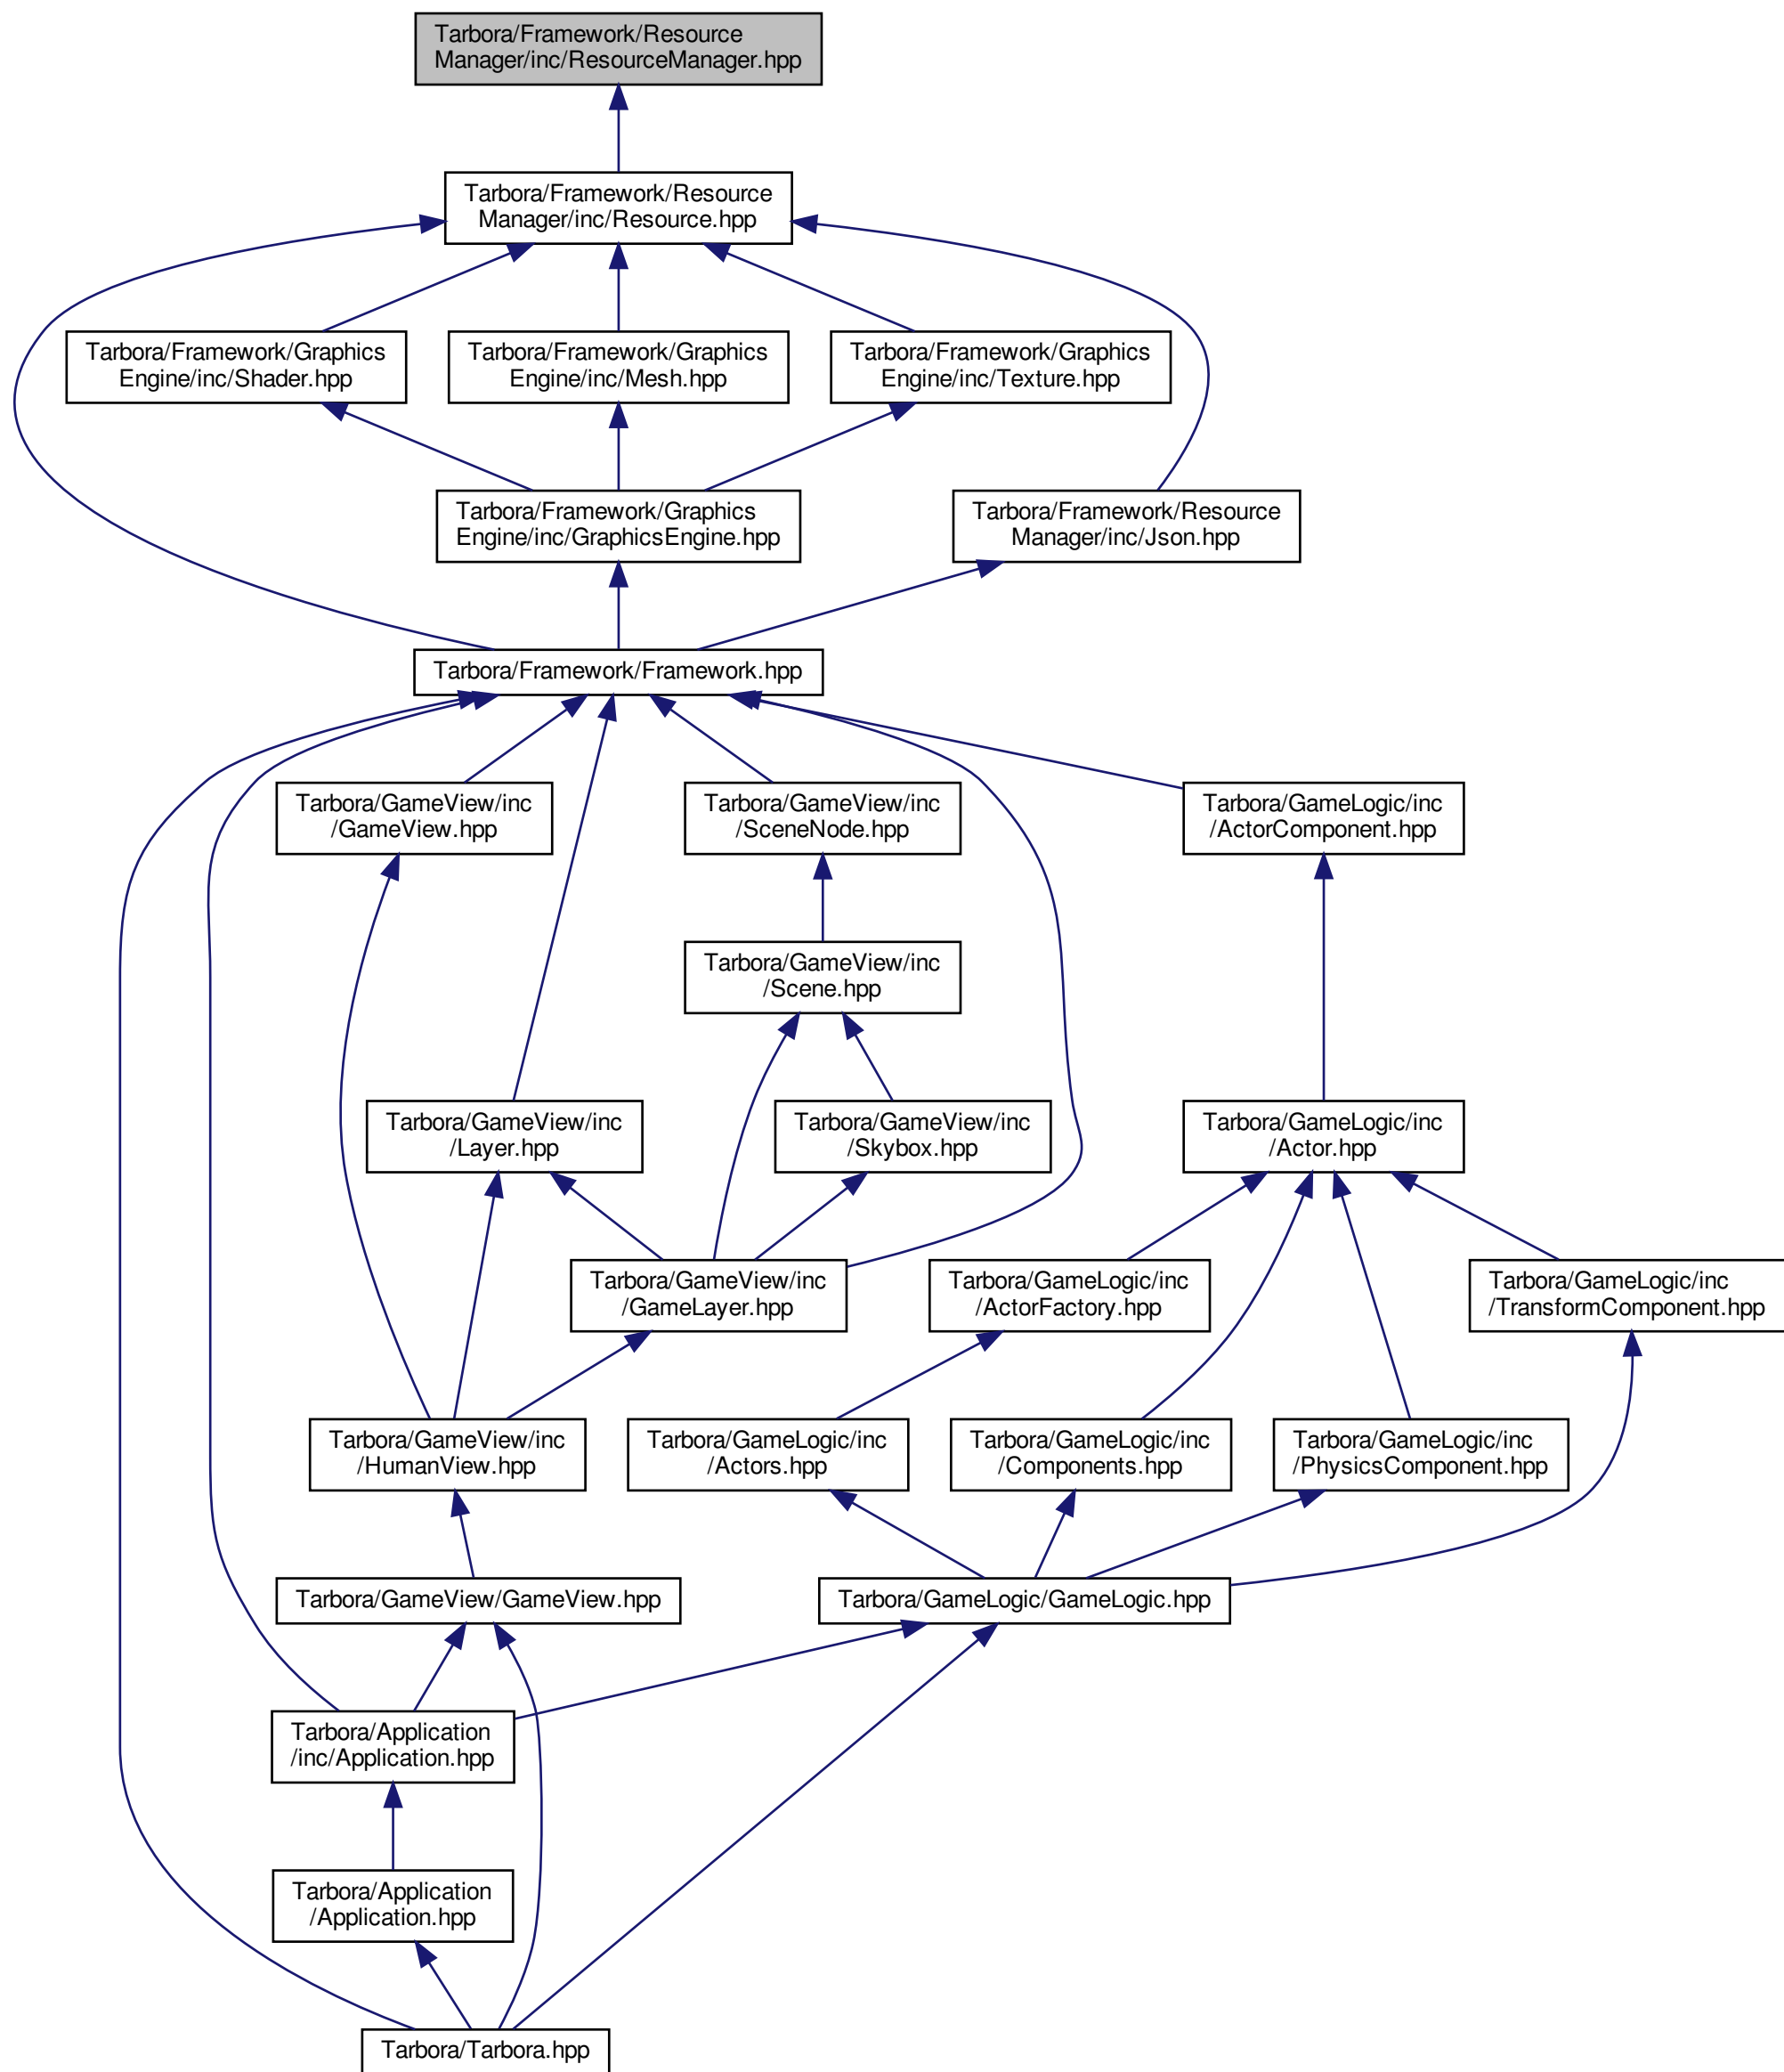 Tarbora/Framework/Resource
Manager/inc/ResourceManager.hpp
Tarbora/Framework/Resource
Manager/inc/Resource.hpp
Tarbora/Framework/Graphics
Engine/inc/Shader.hpp
Tarbora/Framework/Graphics
Engine/inc/Mesh.hpp
Tarbora/Framework/Graphics
Engine/inc/Texture.hpp
Tarbora/Framework/Graphics
Engine/inc/GraphicsEngine.hpp
Tarbora/Framework/Resource
Manager/inc/Json.hpp
Tarbora/Framework/Framework.hpp
Tarbora/GameView/inc
/GameView.hpp
Tarbora/GameView/inc
/SceneNode.hpp
Tarbora/GameLogic/inc
/ActorComponent.hpp
Tarbora/GameView/inc
/Scene.hpp
Tarbora/GameView/inc
/Layer.hpp
Tarbora/GameView/inc
/Skybox.hpp
Tarbora/GameLogic/inc
/Actor.hpp
Tarbora/GameView/inc
/GameLayer.hpp
Tarbora/GameLogic/inc
/ActorFactory.hpp
Tarbora/GameLogic/inc
/TransformComponent.hpp
Tarbora/GameView/inc
/HumanView.hpp
Tarbora/GameLogic/inc
/Actors.hpp
Tarbora/GameLogic/inc
/Components.hpp
Tarbora/GameLogic/inc
/PhysicsComponent.hpp
Tarbora/GameView/GameView.hpp
Tarbora/GameLogic/GameLogic.hpp
Tarbora/Application
/inc/Application.hpp
Tarbora/Application
/Application.hpp
Tarbora/Tarbora.hpp